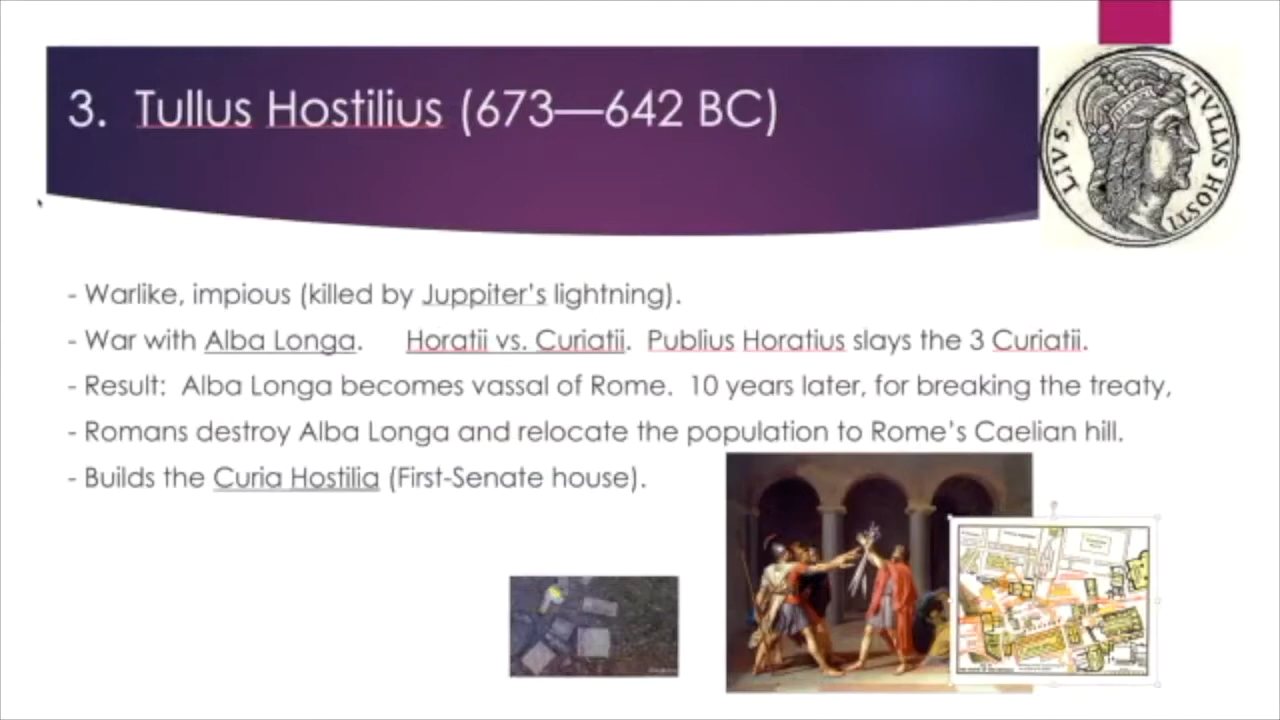 3. Tullus Hostilius (673—642 BC)
LIVS. TVLLVS HOSTI
- Warlike, impious (killed by Juppiter's lightning).
- War with Alba Longa. Horatii vs. Curiatii. Publius Horatius slays the 3 Curiatii.
- Result: Alba Longa becomes vassal of Rome. 10 years later, for breaking the treaty,
- Romans destroy Alba Longa and relocate the population to Rome's Caelian hill.
- Builds the Curia Hostilia (First-Senate house).